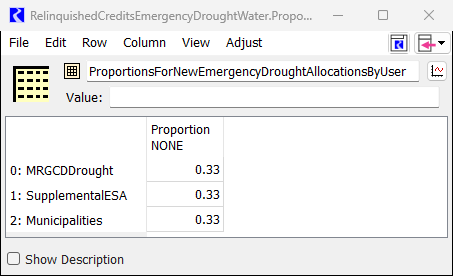 RelinquishedCreditsEmergencyDroughtWater.Propo...
File Edit Row Column View Adjust
ProportionsForNewEmergencyDroughtAllocationsByUser
Value:
Proportion
NONE
0: MRGCDDrought 0.33
1: SupplementalESA 0.33
2: Municipalities 0.33
Show Description